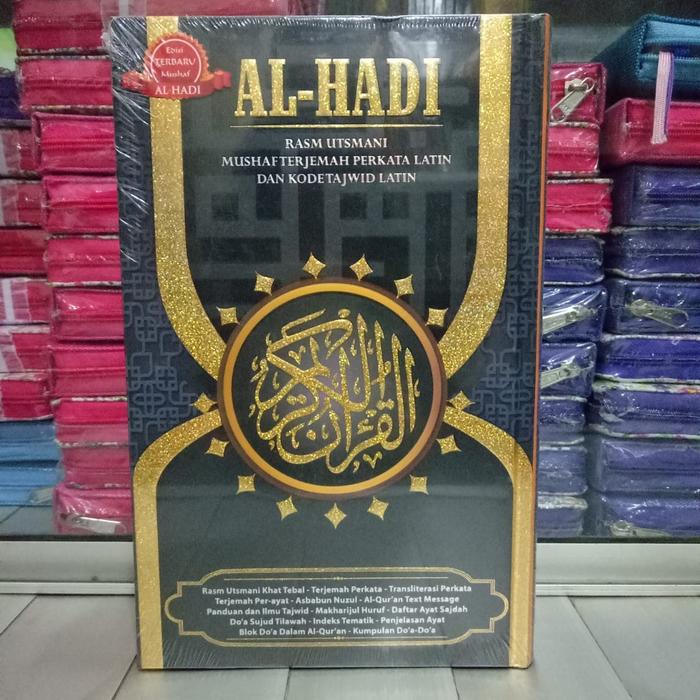 Edisi
TERBARU
Mushaf
AL-HADI
AL-HADI
RASM UTSMANI
MUSHAF TERJEMAH PERKATA LATIN
DAN KODE TAJWID LATIN
القرآن الكريم
Rasm Utsmani Khat Tebal - Terjemah Perkata - Transliterasi Perkata
Terjemah Per-ayat - Asbabun Nuzul - Al-Qur'an Text Message
Panduan dan Ilmu Tajwid - Makharijul Huruf - Daftar Ayat Sajdah
Do'a Sujud Tilawah - Indeks Tematik - Penjelasan Ayat
Blok Do'a Dalam Al-Qur'an - Kumpulan Do'a-Do'a